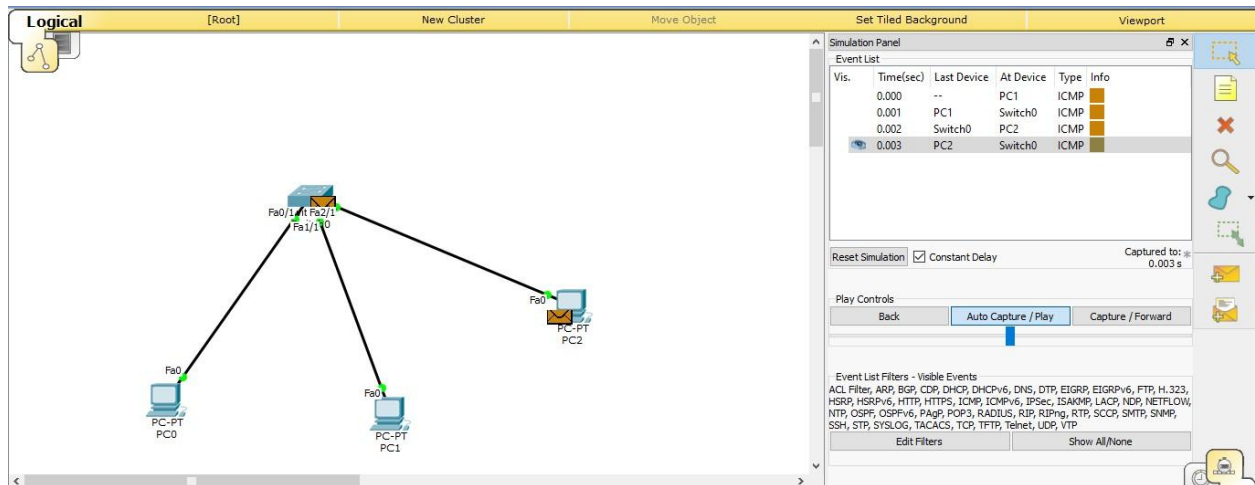 Logical [Root] New Cluster Move Object Set Tiled Background Viewport
Simulation Panel
Event List
Vis. Time(sec) Last Device At Device Type Info
0.000 -- PC1 ICMP
0.001 PC1 Switch0 ICMP
0.002 Switch0 PC2 ICMP
0.003 PC2 Switch0 ICMP
Fa0/1 Fa2/1
Fa1/1
Reset Simulation Constant Delay Captured to:
0.003 s
Fa0
PC-PT
PC2
Play Controls
Back Auto Capture / Play Capture / Forward
Fa0
PC-PT
PC0
Fa0
PC-PT
PC1
Event List Filters - Visible Events
ACL Filter, ARP, BGP, CDP, DHCP, DHCPv6, DNS, DTP, EIGRP, EIGRPv6, FTP, H.323,
HSRP, HSRPv6, HTTP, HTTPS, ICMP, ICMPv6, IPSec, ISAKMP, LACP, NDP, NETFLOW,
NTP, OSPF, OSPFv6, PAgP, POP3, RADIUS, RIP, RIPng, RTP, SCCP, SMTP, SNMP,
SSH, STP, SYSLOG, TACACS, TCP, TFTP, Telnet, UDP, VTP
Edit Filters Show All/None